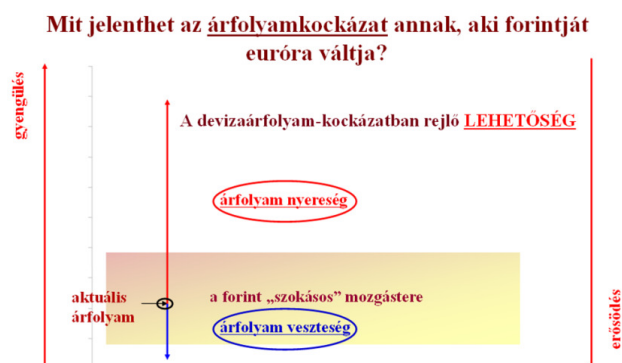 Mit jelenthet az árfolyamkockázat annak, aki forintját
euróra váltja?
gyengülés
A devizaárfolyam-kockázatban rejlő LEHETŐSÉG
árfolyam nyereség
aktuális
árfolyam
a forint „szokásos” mozgástere
árfolyam veszteség
erősödés